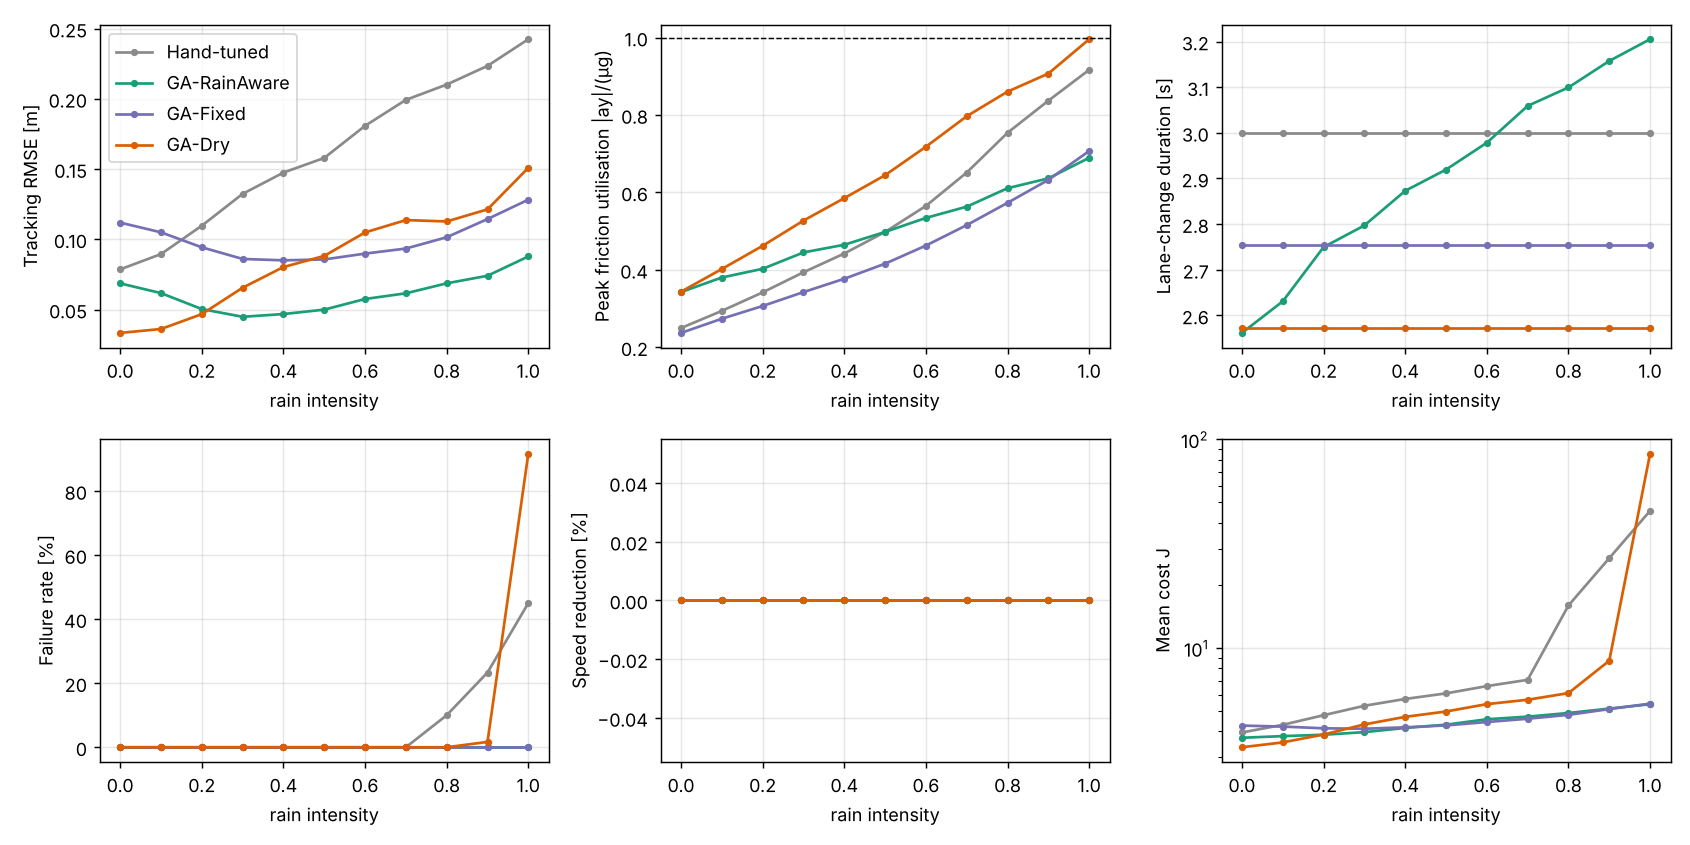 Tracking RMSE [m]
0.25
0.20
0.15
0.10
0.05
Hand-tuned
GA-RainAware
GA-Fixed
GA-Dry
0.0 0.2 0.4 0.6 0.8 1.0
rain intensity
Peak friction utilisation |ay|/(μg)
1.0
0.8
0.6
0.4
0.2
0.0 0.2 0.4 0.6 0.8 1.0
rain intensity
Lane-change duration [s]
3.2
3.1
3.0
2.9
2.8
2.7
2.6
0.0 0.2 0.4 0.6 0.8 1.0
rain intensity
Failure rate [%]
80
60
40
20
0
0.0 0.2 0.4 0.6 0.8 1.0
rain intensity
Speed reduction [%]
0.04
0.02
0.00
−0.02
−0.04
0.0 0.2 0.4 0.6 0.8 1.0
rain intensity
Mean cost J
10²
10¹
0.0 0.2 0.4 0.6 0.8 1.0
rain intensity